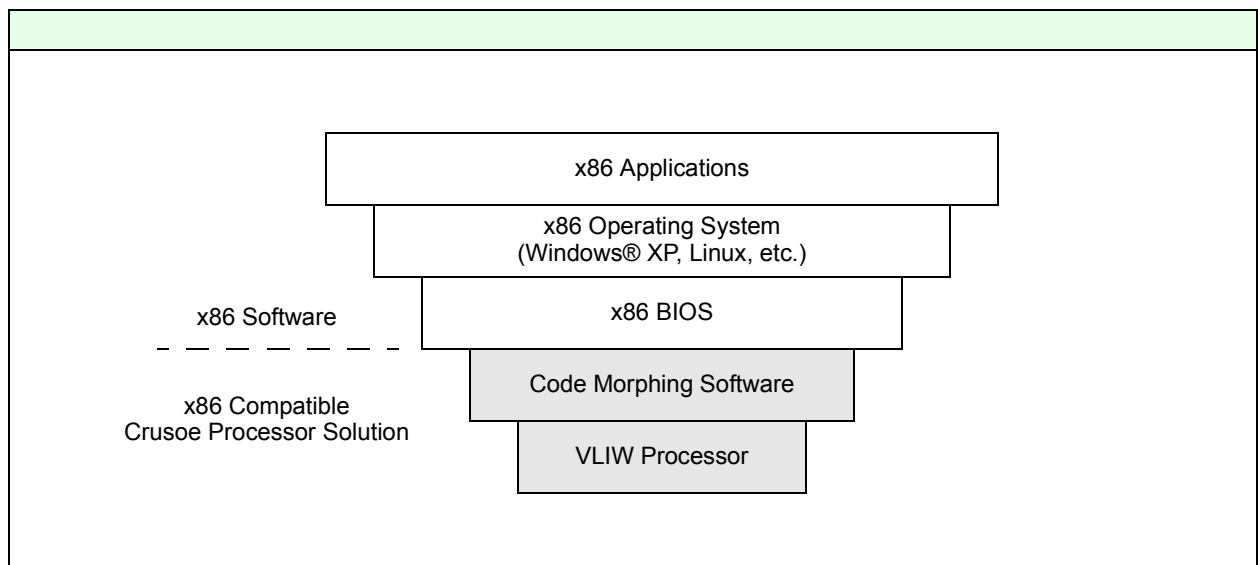 x86 Applications
x86 Operating System
(Windows® XP, Linux, etc.)
x86 BIOS
x86 Software
Code Morphing Software
x86 Compatible
Crusoe Processor Solution
VLIW Processor